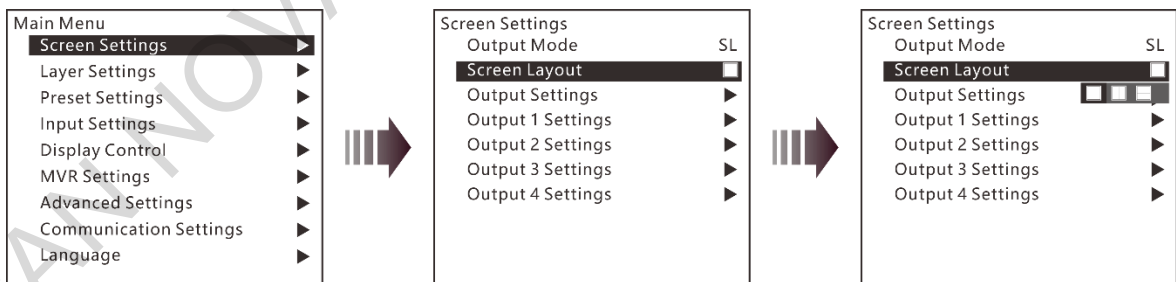 Main Menu
Screen Settings
Layer Settings
Preset Settings
Input Settings
Display Control
MVR Settings
Advanced Settings
Communication Settings
Language
Screen Settings
Output Mode SL
Screen Layout
Output Settings
Output 1 Settings
Output 2 Settings
Output 3 Settings
Output 4 Settings
Screen Settings
Output Mode SL
Screen Layout
Output Settings
Output 1 Settings
Output 2 Settings
Output 3 Settings
Output 4 Settings
AN NOVA